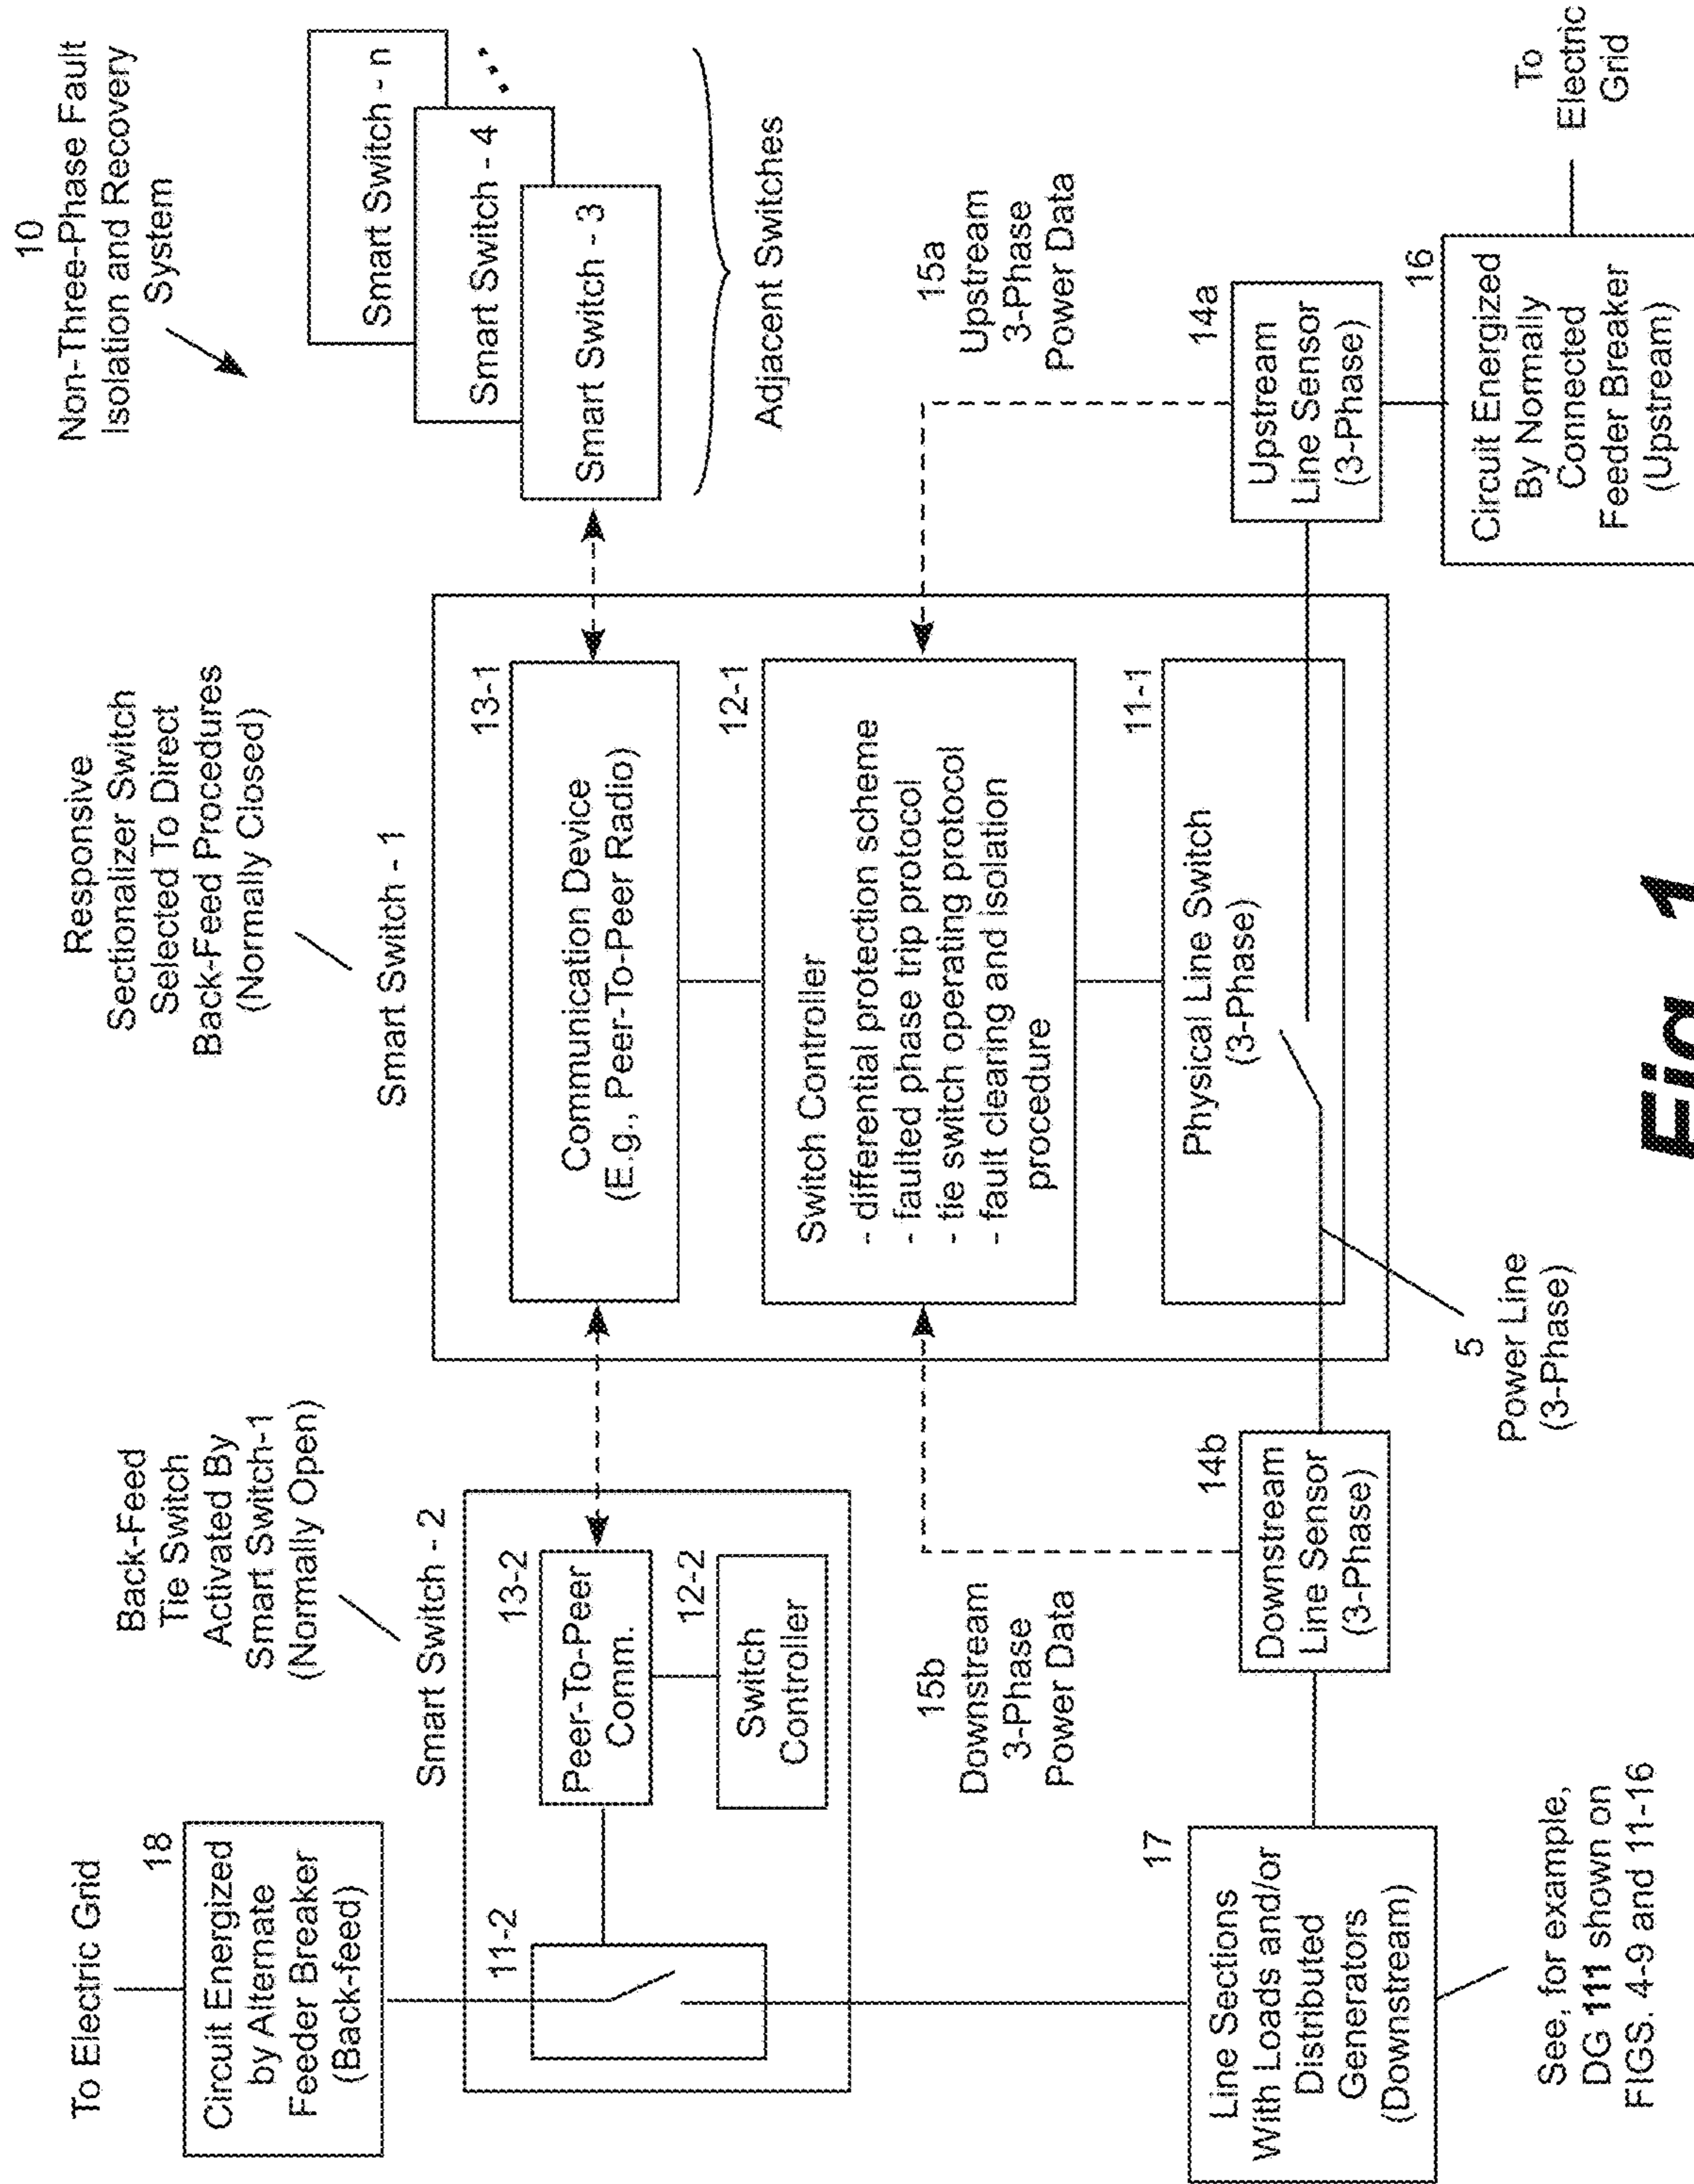 10
Non-Three-Phase Fault
Isolation and Recovery
System
Smart Switch - n
Smart Switch - 4
Smart Switch - 3
Adjacent Switches
Responsive
Sectionalizer Switch
Selected To Direct
Back-Feed Procedures
(Normally Closed)
Smart Switch - 1
13-1
Communication Device
(E.g., Peer-To-Peer Radio)
12-1
Switch Controller
- differential protection scheme
- faulted phase trip protocol
- tie switch operating protocol
- fault clearing and isolation
procedure
11-1
Physical Line Switch
(3-Phase)
5
Power Line
(3-Phase)
15a
Upstream
3-Phase
Power Data
14a
Upstream
Line Sensor
(3-Phase)
16
Circuit Energized
By Normally
Connected
Feeder Breaker
(Upstream)
To
Electric
Grid
Back-Feed
Tie Switch
Activated By
Smart Switch-1
(Normally Open)
Smart Switch - 2
13-2
Peer-To-Peer
Comm.
12-2
Switch
Controller
11-2
To Electric Grid
18
Circuit Energized
by Alternate
Feeder Breaker
(Back-feed)
15b
Downstream
3-Phase
Power Data
14b
Downstream
Line Sensor
(3-Phase)
17
Line Sections
With Loads and/or
Distributed
Generators
(Downstream)
See, for example,
DG 111 shown on
FIGS. 4-9 and 11-16
Fig. 1